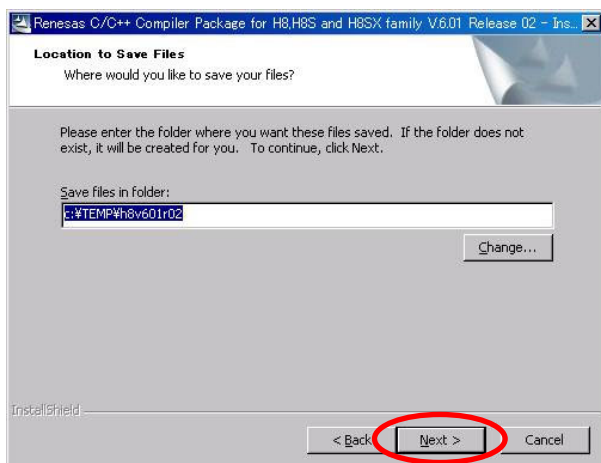 Renesas C/C++ Compiler Package for H8,H8S and H8SX family V.6.01 Release 02 - Ins...
Location to Save Files
Where would you like to save your files?
Please enter the folder where you want these files saved. If the folder does not
exist, it will be created for you. To continue, click Next.
Save files in folder:
c:¥TEMP¥h8v601r02
Change...
InstallShield
< Back
Next >
Cancel